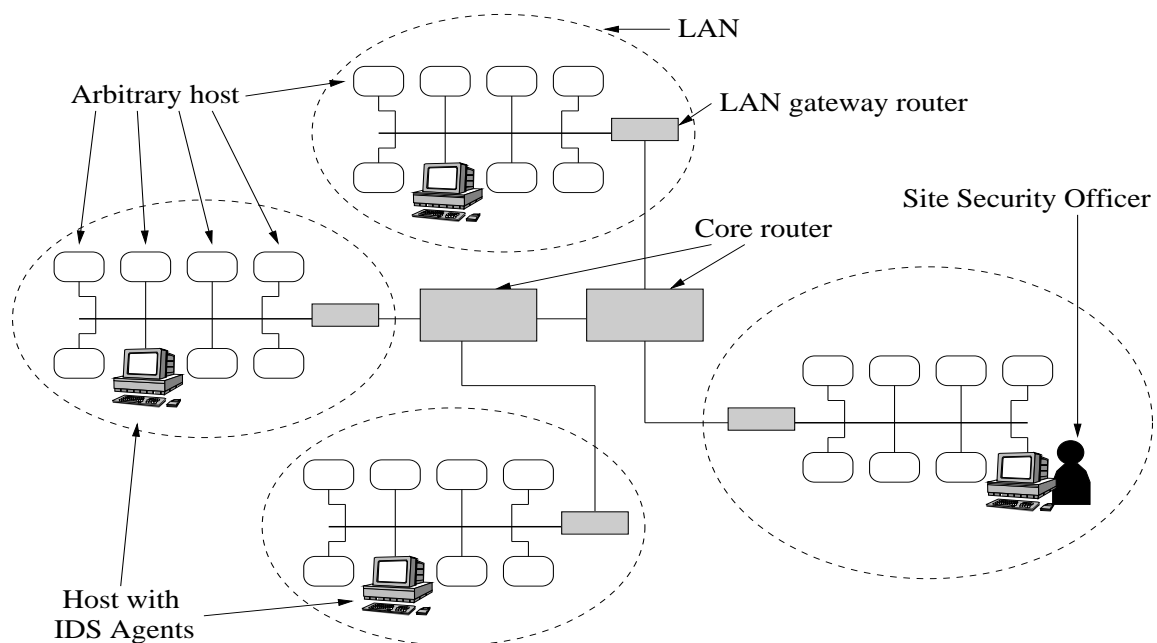 LAN
Arbitrary host
LAN gateway router
Site Security Officer
Core router
Host with
IDS Agents